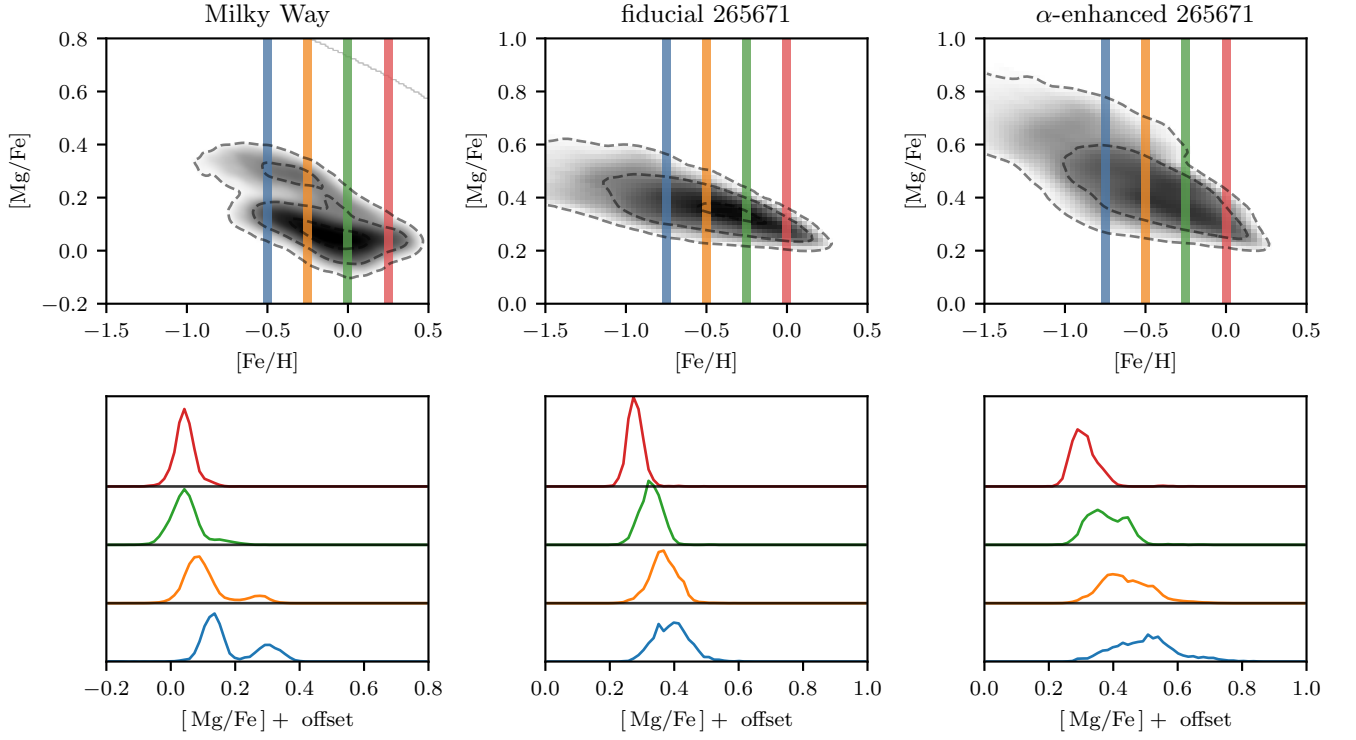 Milky Way
fiducial 265671
α-enhanced 265671
0.8
0.6
0.4
0.2
0.0
−0.2
[Mg/Fe]
−1.5 −1.0 −0.5 0.0 0.5
[Fe/H]
1.0
0.8
0.6
0.4
0.2
0.0
[Mg/Fe]
−1.5 −1.0 −0.5 0.0 0.5
[Fe/H]
1.0
0.8
0.6
0.4
0.2
0.0
[Mg/Fe]
−1.5 −1.0 −0.5 0.0 0.5
[Fe/H]
−0.2 0.0 0.2 0.4 0.6 0.8
[Mg/Fe] + offset
0.0 0.2 0.4 0.6 0.8 1.0
[Mg/Fe] + offset
0.0 0.2 0.4 0.6 0.8 1.0
[Mg/Fe] + offset